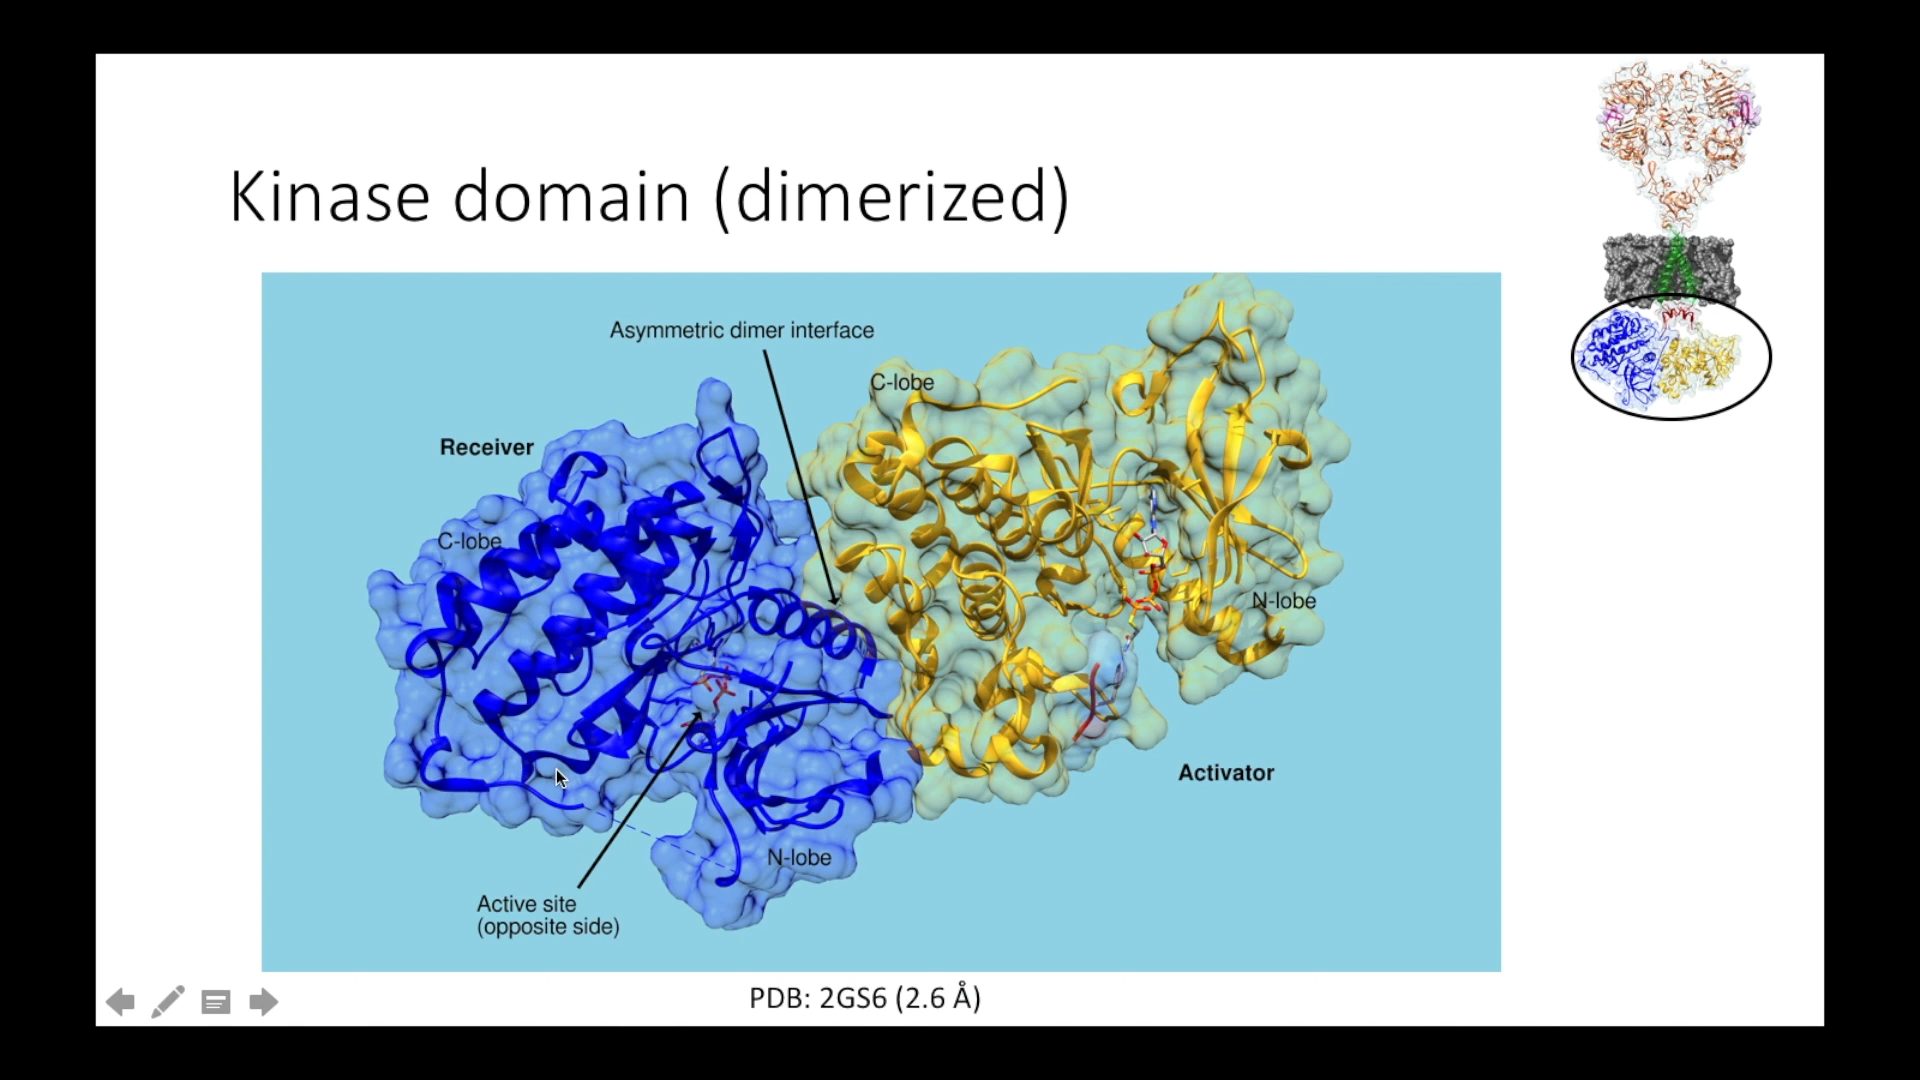 Kinase domain (dimerized)
Asymmetric dimer interface
C-lobe
Receiver
C-lobe
N-lobe
Activator
N-lobe
Active site
(opposite side)
PDB: 2GS6 (2.6 Å)